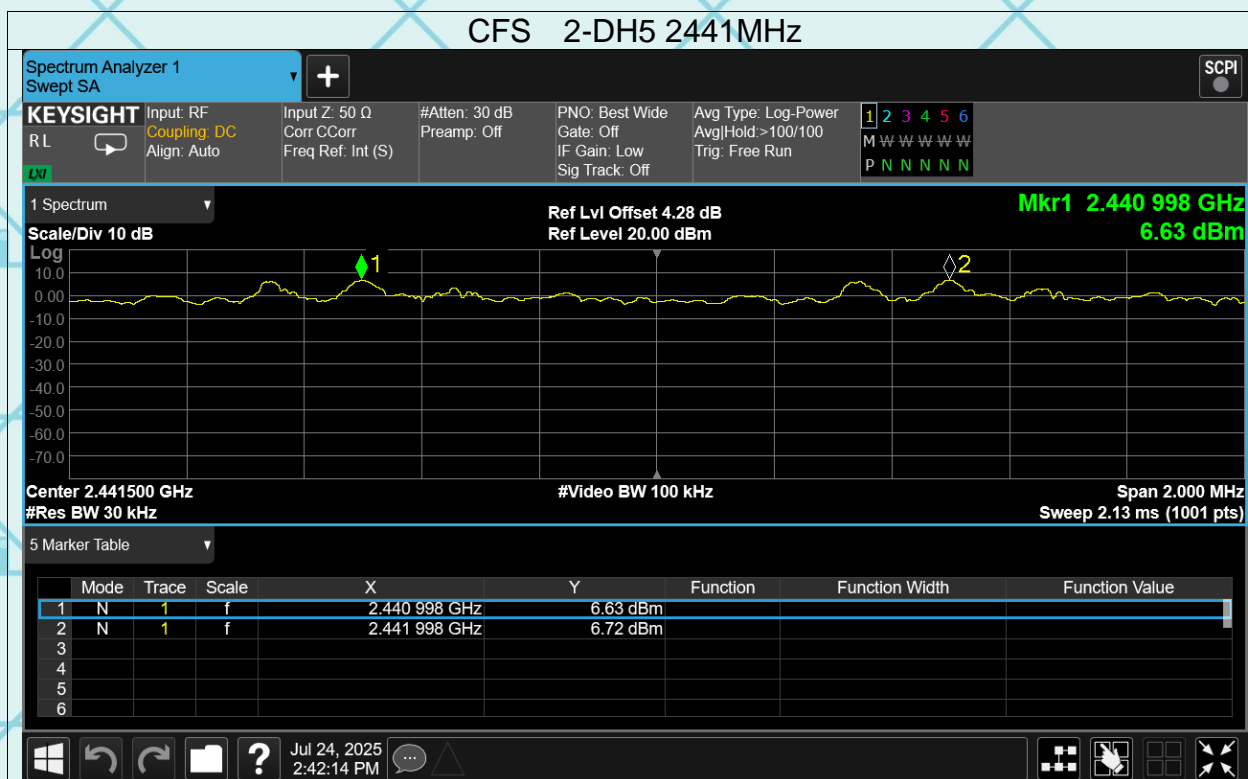 CFS 2-DH5 2441MHz
Spectrum Analyzer 1
Swept SA
+
SCPI
KEYSIGHT
RL
LXI
Input: RF
Coupling: DC
Align: Auto
Input Z: 50 Ω
Corr CCorr
Freq Ref: Int (S)
#Atten: 30 dB
Preamp: Off
PNO: Best Wide
Gate: Off
IF Gain: Low
Sig Track: Off
Avg Type: Log-Power
Avg|Hold:>100/100
Trig: Free Run
1 2 3 4 5 6
M W W W W W
P N N N N N
1 Spectrum
Scale/Div 10 dB
Ref Lvl Offset 4.28 dB
Ref Level 20.00 dBm
Mkr1 2.440 998 GHz
6.63 dBm
Log
1
2
10.0
0.00
-10.0
-20.0
-30.0
-40.0
-50.0
-60.0
-70.0
Center 2.441500 GHz
#Video BW 100 kHz
Span 2.000 MHz
#Res BW 30 kHz
Sweep 2.13 ms (1001 pts)
5 Marker Table
Mode Trace Scale X Y Function Function Width Function Value
1 N 1 f 2.440 998 GHz 6.63 dBm
2 N 1 f 2.441 998 GHz 6.72 dBm
3
4
5
6
?
Jul 24, 2025
2:42:14 PM